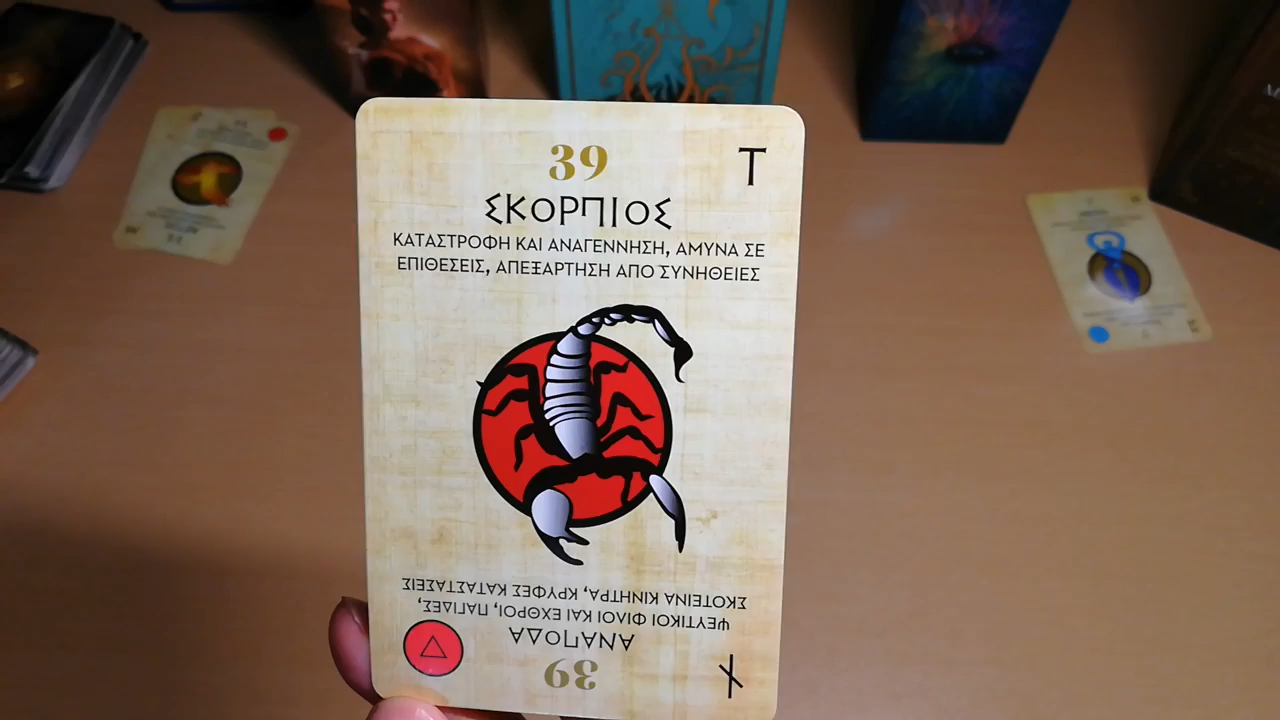 39
T
ΣΚΟΡΠΙΟΣ
ΚΑΤΑΣΤΡΟΦΗ ΚΑΙ ΑΝΑΓΕΝΝΗΣΗ, ΑΜΥΝΑ ΣΕ
ΕΠΙΘΕΣΕΙΣ, ΑΠΕΞΑΡΤΗΣΗ ΑΠΟ ΣΥΝΗΘΕΙΕΣ
39
ΑΝΑΠΟΔΑ
ΨΕΥΤΙΚΟΙ ΦΙΛΟΙ ΚΑΙ ΕΧΘΡΟΙ, ΠΑΓΙΔΕΣ,
ΣΚΟΤΕΙΝΑ ΚΙΝΗΤΡΑ, ΚΡΥΦΕΣ ΚΑΤΑΣΤΑΣΕΙΣ